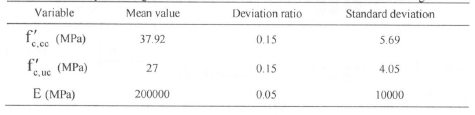 Variable Mean value Deviation ratio Standard deviation
f′c,cc (MPa) 37.92 0.15 5.69
f′c,uc (MPa) 27 0.15 4.05
E (MPa) 200000 0.05 10000